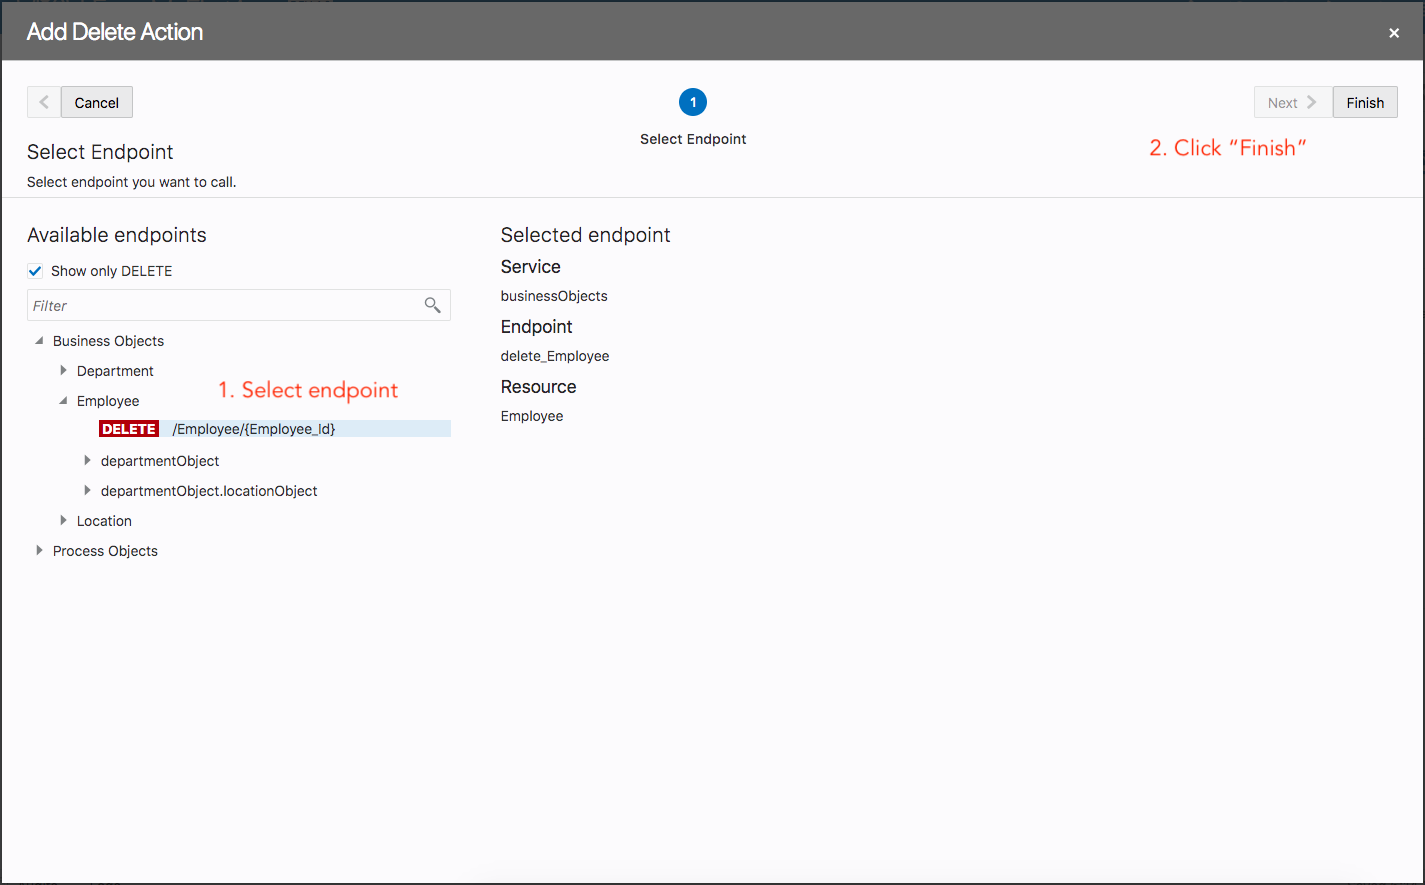 Add Delete Action
×
Cancel
1
Next
Finish
Select Endpoint
2. Click "Finish"
Select Endpoint
Select endpoint you want to call.
Available endpoints
Show only DELETE
Filter
Business Objects
Department
1. Select endpoint
Employee
DELETE /Employee/{Employee_Id}
departmentObject
departmentObject.locationObject
Location
Process Objects
Selected endpoint
Service
businessObjects
Endpoint
delete_Employee
Resource
Employee